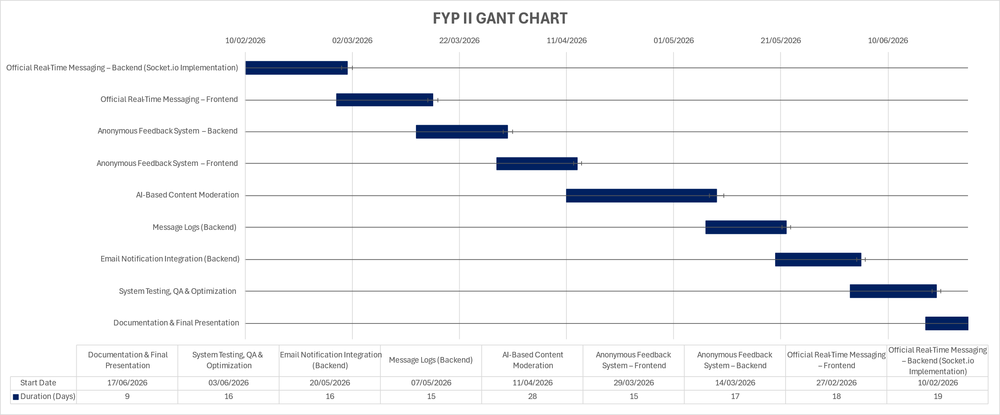 FYP II GANT CHART
10/02/2026 02/03/2026 22/03/2026 11/04/2026 01/05/2026 21/05/2026 10/06/2026
Official Real-Time Messaging – Backend (Socket.io Implementation)
Official Real-Time Messaging – Frontend
Anonymous Feedback System – Backend
Anonymous Feedback System – Frontend
AI-Based Content Moderation
Message Logs (Backend)
Email Notification Integration (Backend)
System Testing, QA & Optimization
Documentation & Final Presentation
Documentation & Final
Presentation
System Testing, QA &
Optimization
Email Notification Integration
(Backend)
Message Logs (Backend)
AI-Based Content
Moderation
Anonymous Feedback
System – Frontend
Anonymous Feedback
System – Backend
Official Real-Time Messaging
– Frontend
Official Real-Time Messaging
– Backend (Socket.io
Implementation)
Start Date 17/06/2026 03/06/2026 20/05/2026 07/05/2026 11/04/2026 29/03/2026 14/03/2026 27/02/2026 10/02/2026
Duration (Days) 9 16 16 15 28 15 17 18 19